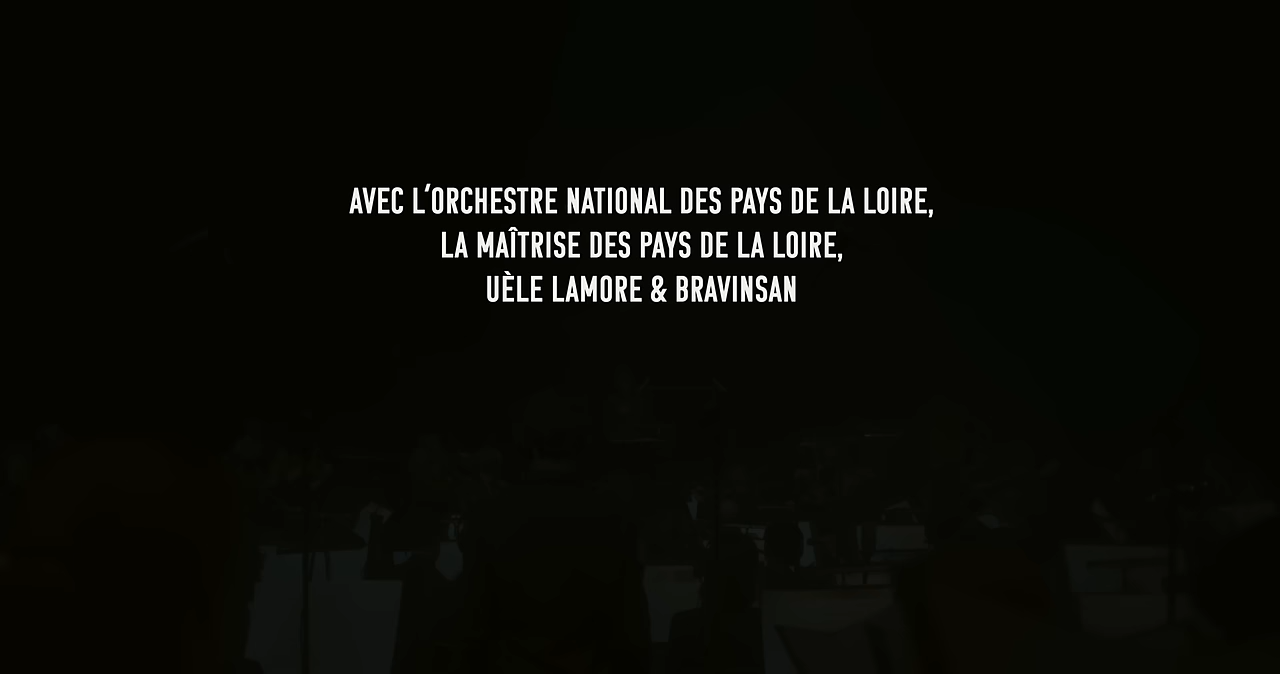 AVEC L'ORCHESTRE NATIONAL DES PAYS DE LA LOIRE,
LA MAÎTRISE DES PAYS DE LA LOIRE,
UÈLE LAMORE & BRAVINSAN